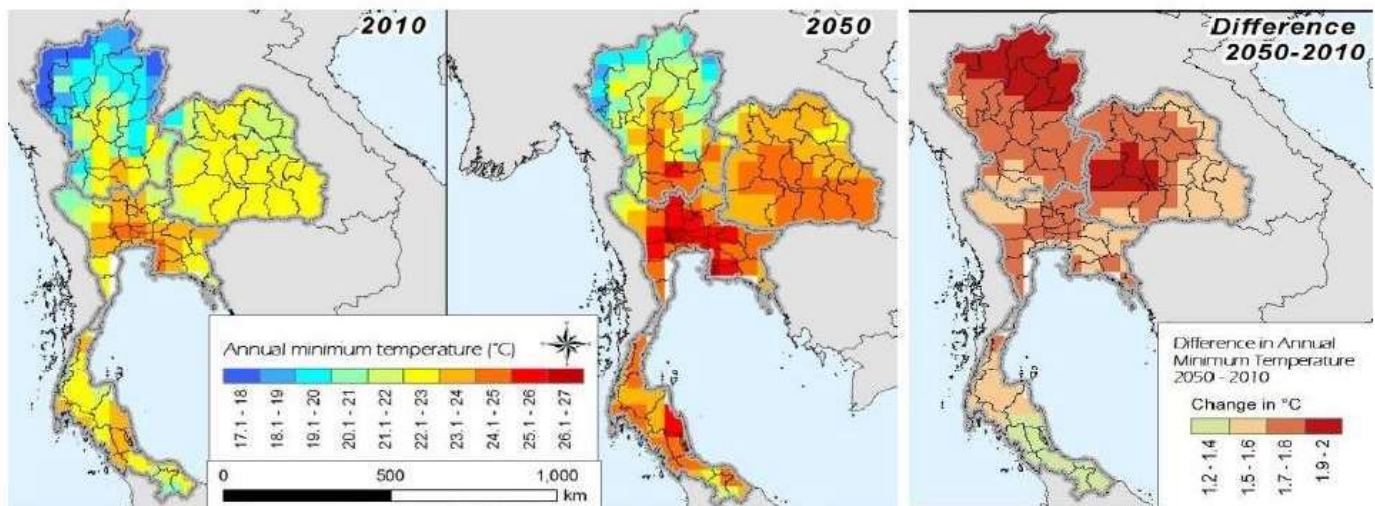 2010
2050
Difference
2050-2010
Annual minimum temperature (°C)
17.1 - 18
18.1 - 19
19.1 - 20
20.1 - 21
21.1 - 22
22.1 - 23
23.1 - 24
24.1 - 25
25.1 - 26
26.1 - 27
0 500 1,000
km
Difference in Annual
Minimum Temperature
2050 - 2010
Change in °C
1.2 - 1.4
1.5 - 1.6
1.7 - 1.8
1.9 - 2